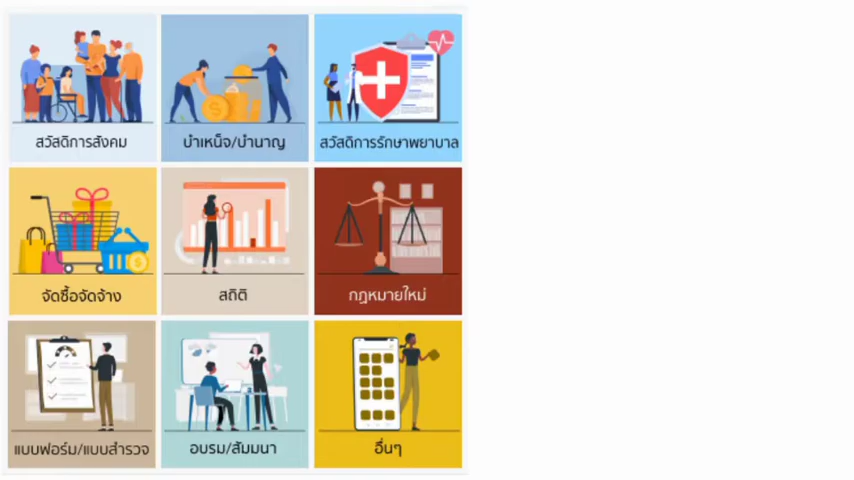 สวัสดิการสังคม
บำเหน็จ/บำนาญ
สวัสดิการรักษาพยาบาล
จัดซื้อจัดจ้าง
สถิติ
กฎหมายใหม่
แบบฟอร์ม/แบบสำรวจ
อบรม/สัมมนา
อื่นๆ